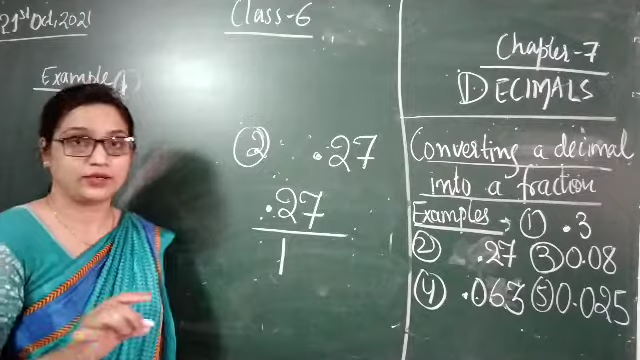 21st Oct, 2021
Class-6
Example
② .27
.27
1
Chapter-7
DECIMALS
Converting a decimal
into a fraction
Examples ① .3
② .27 ③ 0.08
④ .063 ⑤ 0.025